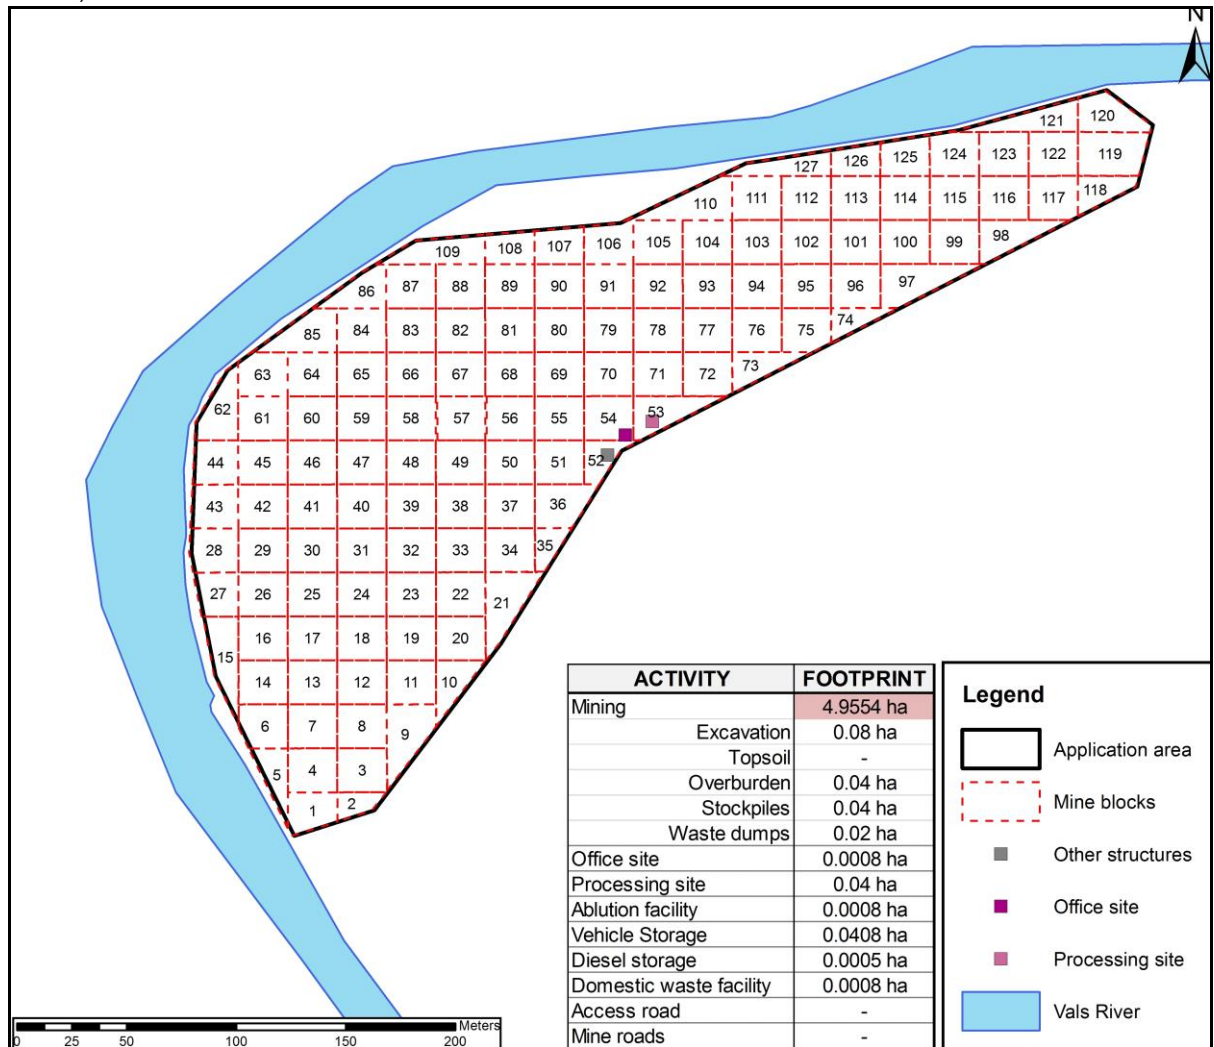 N
121 120
127 126 125 124 123 122 119
110 111 112 113 114 115 116 117 118
109 108 107 106 105 104 103 102 101 100 99 98
86 87 88 89 90 91 92 93 94 95 96 97
85 84 83 82 81 80 79 78 77 76 75 74
63 64 65 66 67 68 69 70 71 72 73
62 61 60 59 58 57 56 55 54 53
44 45 46 47 48 49 50 51 52
43 42 41 40 39 38 37 36
28 29 30 31 32 33 34 35
27 26 25 24 23 22 21
15 16 17 18 19 20
14 13 12 11 10
6 7 8 9
5 4 3
1 2
ACTIVITY FOOTPRINT
Mining 4.9554 ha
Excavation 0.08 ha
Topsoil -
Overburden 0.04 ha
Stockpiles 0.04 ha
Waste dumps 0.02 ha
Office site 0.0008 ha
Processing site 0.04 ha
Ablution facility 0.0008 ha
Vehicle Storage 0.0408 ha
Diesel storage 0.0005 ha
Domestic waste facility 0.0008 ha
Access road -
Mine roads -
Legend
Application area
Mine blocks
Other structures
Office site
Processing site
Vals River
Meters
0 25 50 100 150 200